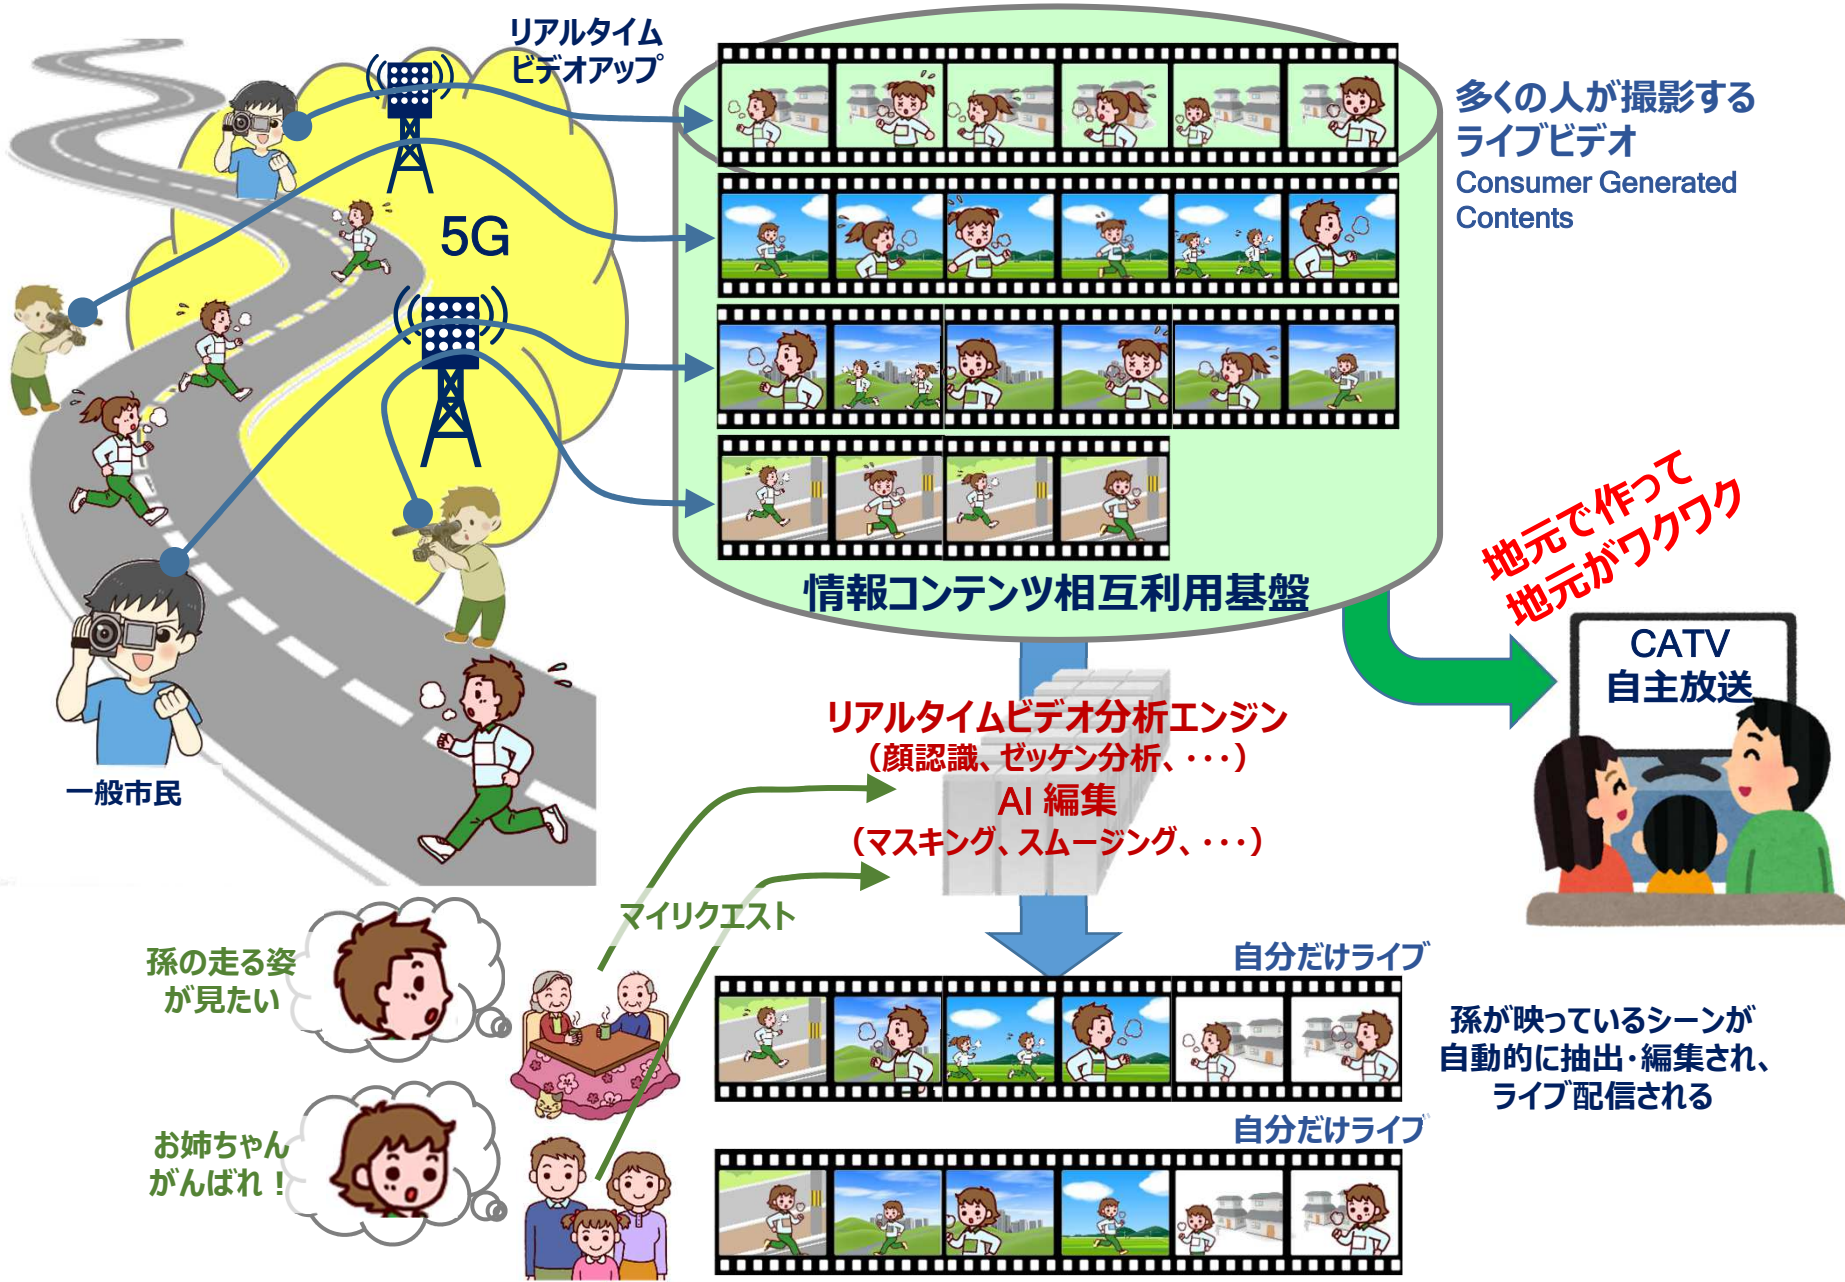 リアルタイム
ビデオアップ
5G
多くの人が撮影する
ライブビデオ
Consumer Generated
Contents
情報コンテンツ相互利用基盤
地元で作って
地元がワクワク
CATV
自主放送
一般市民
リアルタイムビデオ分析エンジン
（顔認識、ゼッケン分析、・・・）
AI 編集
（マスキング、スムージング、・・・）
マイリクエスト
孫の走る姿
が見たい
お姉ちゃん
がんばれ！
自分だけライブ
孫が映っているシーンが
自動的に抽出・編集され、
ライブ配信される
自分だけライブ